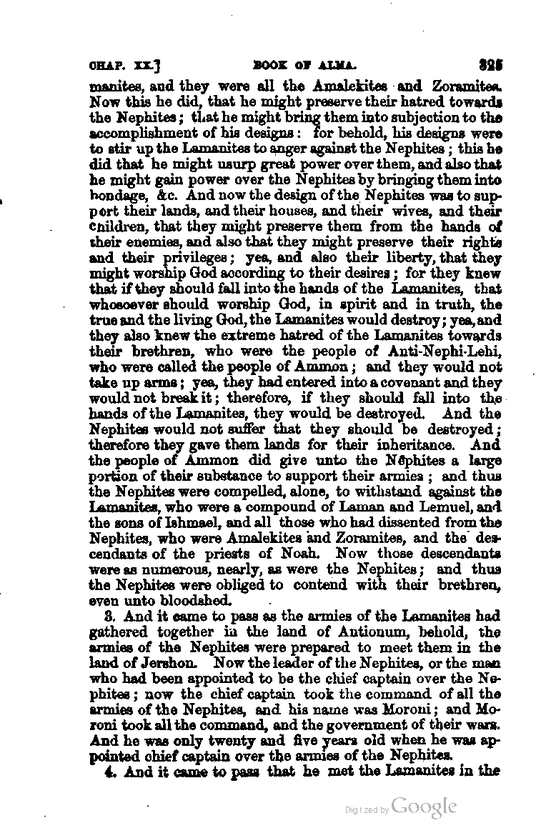 CHAP. XX.] BOOK OF ALMA. 325
manites, and they were all the Amalekites and Zoramites.
Now this he did, that he might preserve their hatred towards
the Nephites; that he might bring them into subjection to the
accomplishment of his designs: for behold, his designs were
to stir up the Lamanites to anger against the Nephites; this he
did that he might usurp great power over them, and also that
he might gain power over the Nephites by bringing them into
bondage, &c. And now the design of the Nephites was to sup-
port their lands, and their houses, and their wives, and their
children, that they might preserve them from the hands of
their enemies, and also that they might preserve their rights
and their privileges; yea, and also their liberty, that they
might worship God according to their desires; for they knew
that if they should fall into the hands of the Lamanites, that
whosoever should worship God, in spirit and in truth, the
true and the living God, the Lamanites would destroy; yea, and
they also knew the extreme hatred of the Lamanites towards
their brethren, who were the people of Anti-Nephi-Lehi,
who were called the people of Ammon; and they would not
take up arms; yea, they had entered into a covenant and they
would not break it; therefore, if they should fall into the
hands of the Lamanites, they would be destroyed. And the
Nephites would not suffer that they should be destroyed;
therefore they gave them lands for their inheritance. And
the people of Ammon did give unto the Nephites a large
portion of their substance to support their armies; and thus
the Nephites were compelled, alone, to withstand against the
Lamanites, who were a compound of Laman and Lemuel, and
the sons of Ishmael, and all those who had dissented from the
Nephites, who were Amalekites and Zoramites, and the des-
cendants of the priests of Noah. Now those descendants
were as numerous, nearly, as were the Nephites; and thus
the Nephites were obliged to contend with their brethren,
even unto bloodshed.
3. And it came to pass as the armies of the Lamanites had
gathered together in the land of Antionum, behold, the
armies of the Nephites were prepared to meet them in the
land of Jershon. Now the leader of the Nephites, or the man
who had been appointed to be the chief captain over the Ne-
phites; now the chief captain took the command of all the
armies of the Nephites, and his name was Moroni; and Mo-
roni took all the command, and the government of their wars.
And he was only twenty and five years old when he was ap-
pointed chief captain over the armies of the Nephites.
4. And it came to pass that he met the Lamanites in the
Digitized by Google